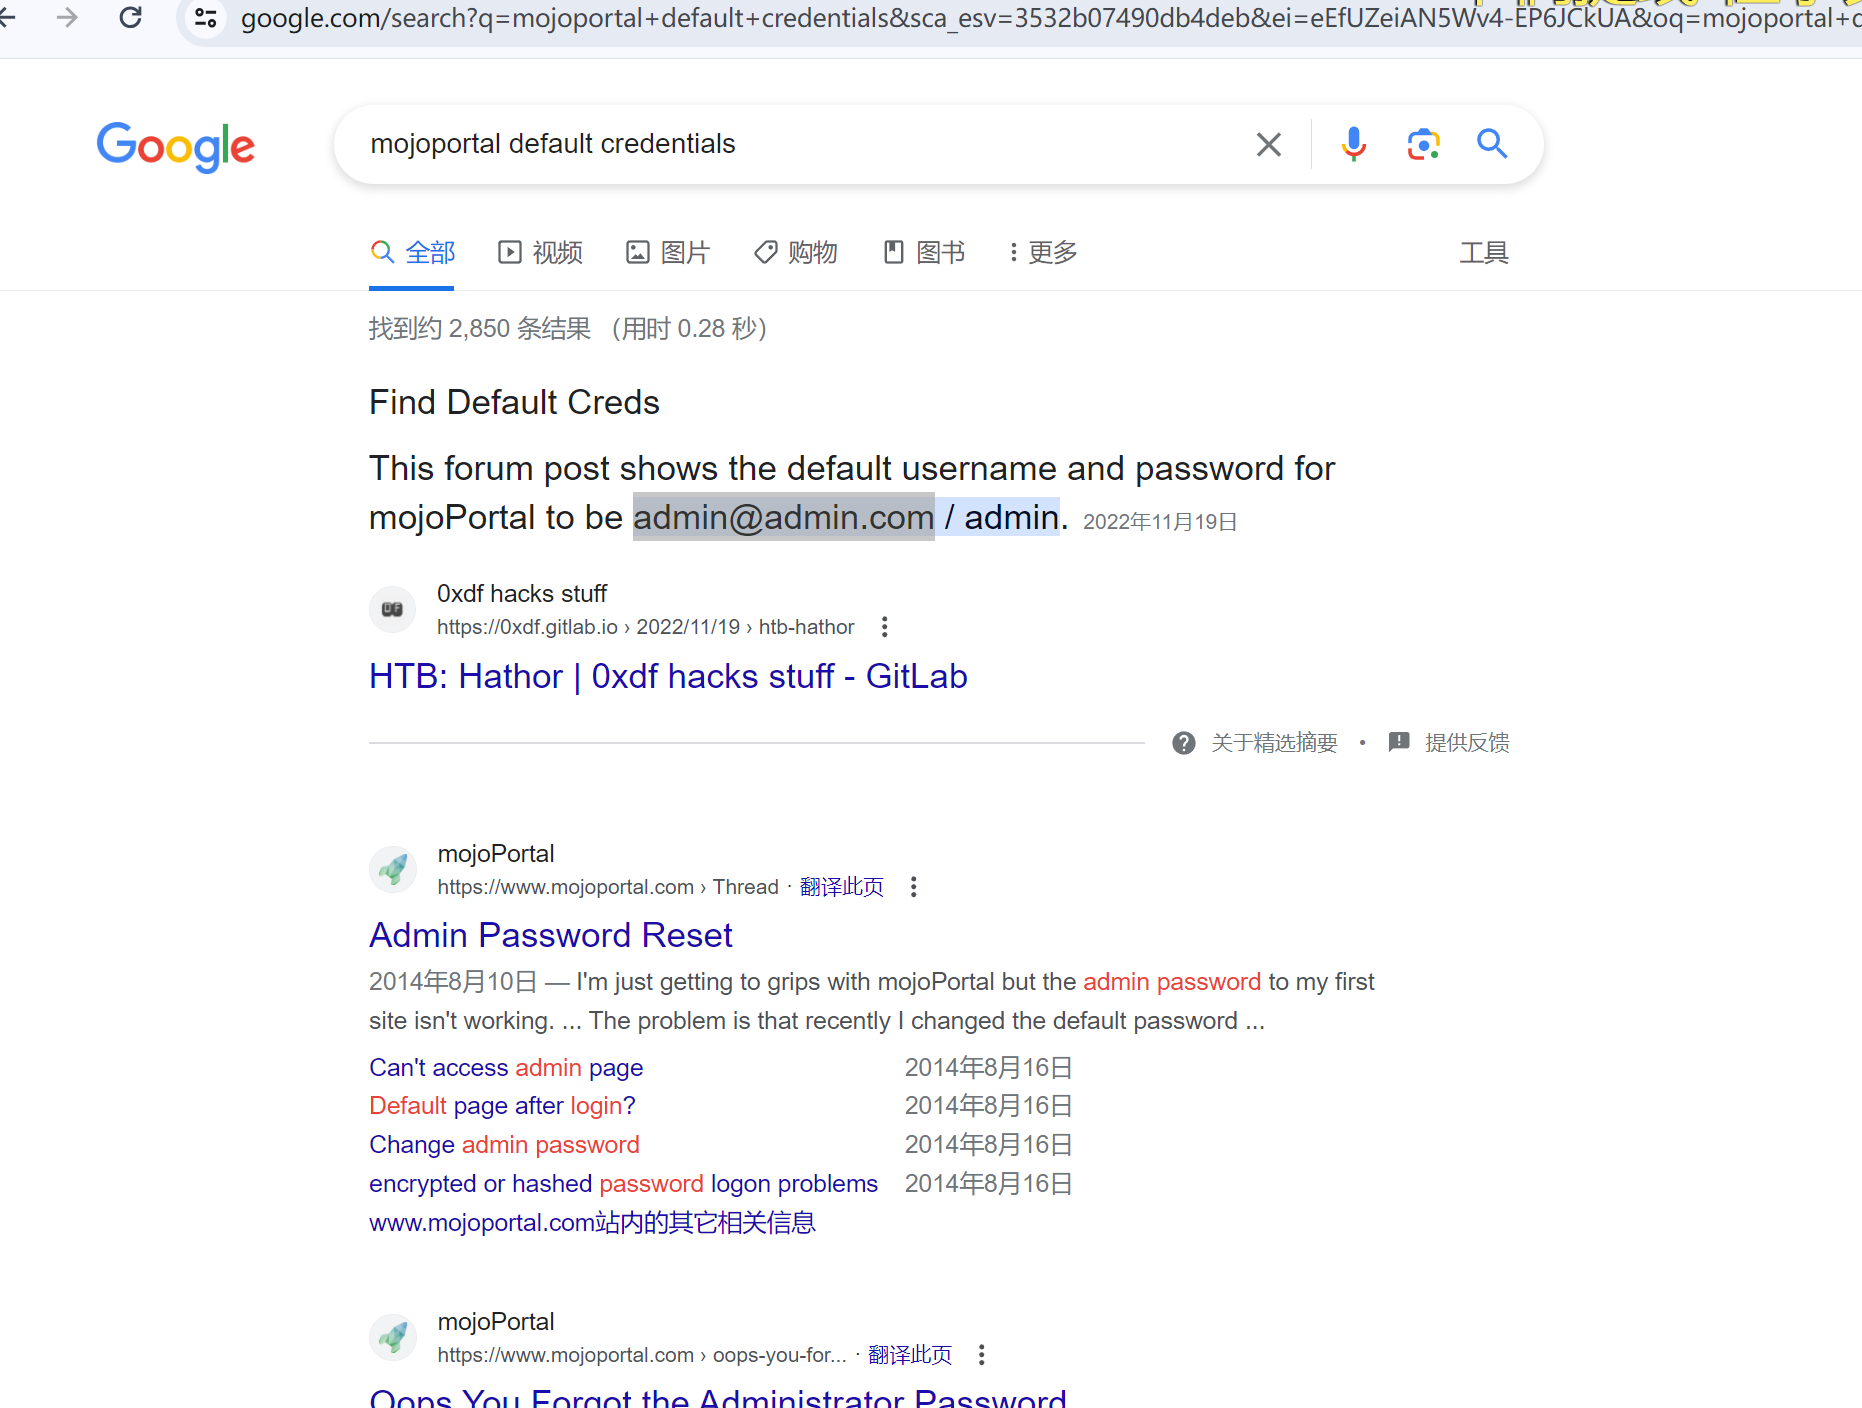 google.com/search?q=mojoportal+default+credentials&sca_esv=3532b07490db4deb&ei=eEfUZeiAN5Wv4-EP6JCkUA&oq=mojoportal+d
Google
mojoportal default credentials
全部 视频 图片 购物 图书 更多 工具
找到约 2,850 条结果 （用时 0.28 秒）
Find Default Creds
This forum post shows the default username and password for
mojoPortal to be admin@admin.com / admin. 2022年11月19日
0xdf hacks stuff
https://0xdf.gitlab.io › 2022/11/19 › htb-hathor
HTB: Hathor | 0xdf hacks stuff - GitLab
关于精选摘要 • 提供反馈
mojoPortal
https://www.mojoportal.com › Thread · 翻译此页
Admin Password Reset
2014年8月10日 — I'm just getting to grips with mojoPortal but the admin password to my first
site isn't working. ... The problem is that recently I changed the default password ...
Can't access admin page 2014年8月16日
Default page after login? 2014年8月16日
Change admin password 2014年8月16日
encrypted or hashed password logon problems 2014年8月16日
www.mojoportal.com站内的其它相关信息
mojoPortal
https://www.mojoportal.com › oops-you-for... · 翻译此页
Oops You Forgot the Administrator Password